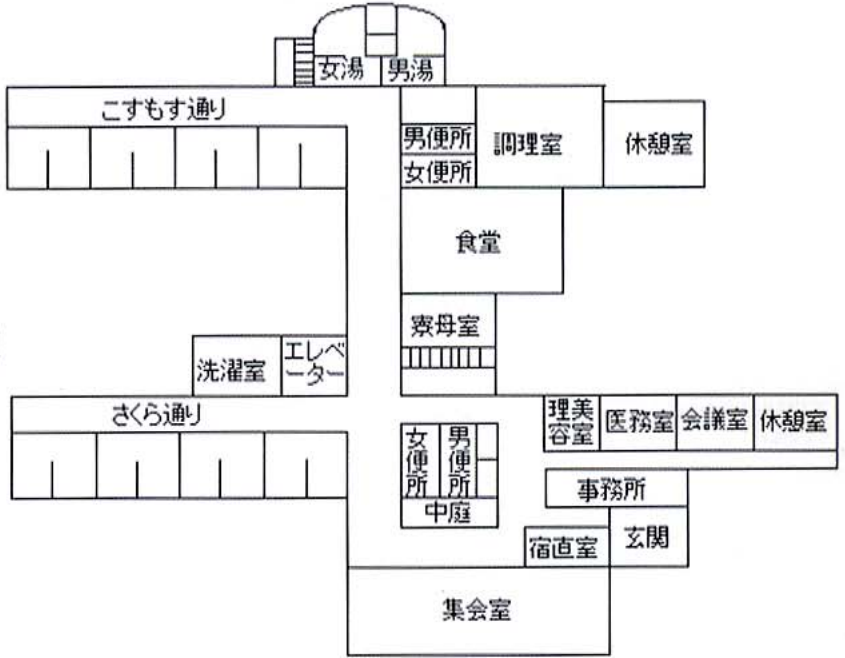 女湯
男湯
こすもす通り
男便所
女便所
調理室
休憩室
食堂
寮母室
洗濯室
エレベ
ーター
さくら通り
理美
容室
医務室
会議室
休憩室
女便所
男便所
中庭
事務所
宿直室
玄関
集会室